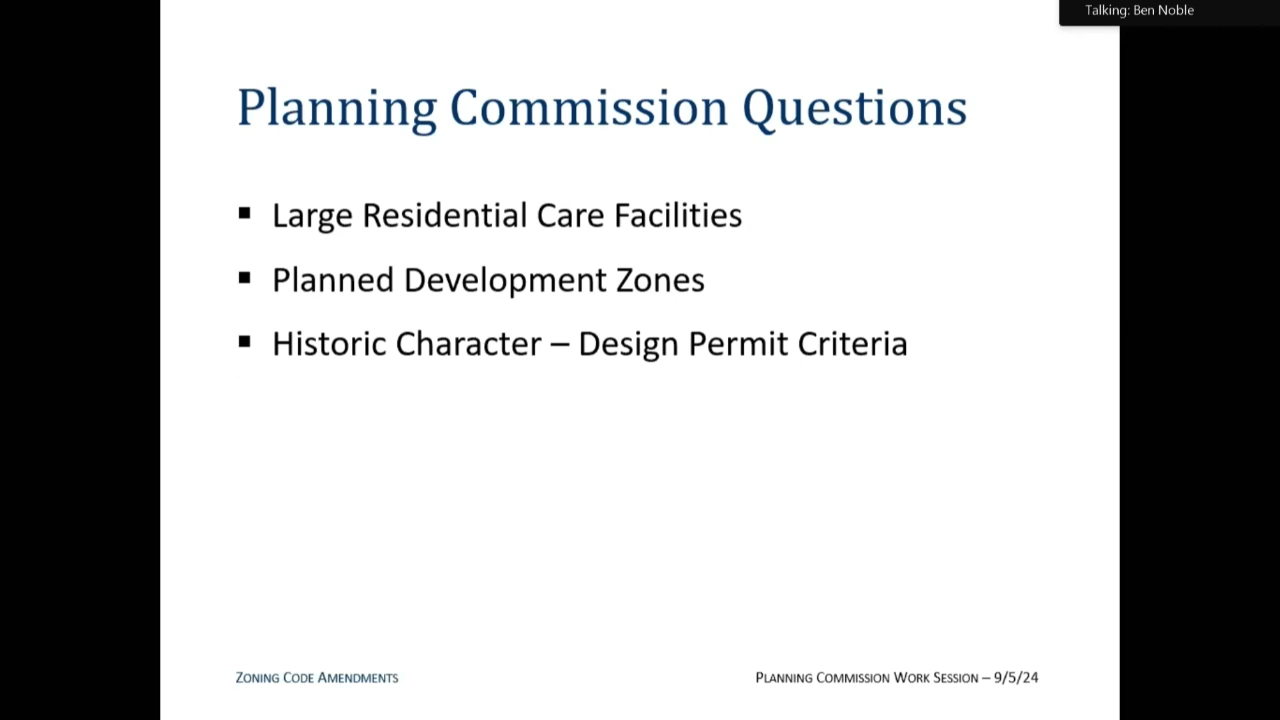 Talking: Ben Noble
Planning Commission Questions
▪ Large Residential Care Facilities
▪ Planned Development Zones
▪ Historic Character – Design Permit Criteria
Zoning Code Amendments
Planning Commission Work Session – 9/5/24